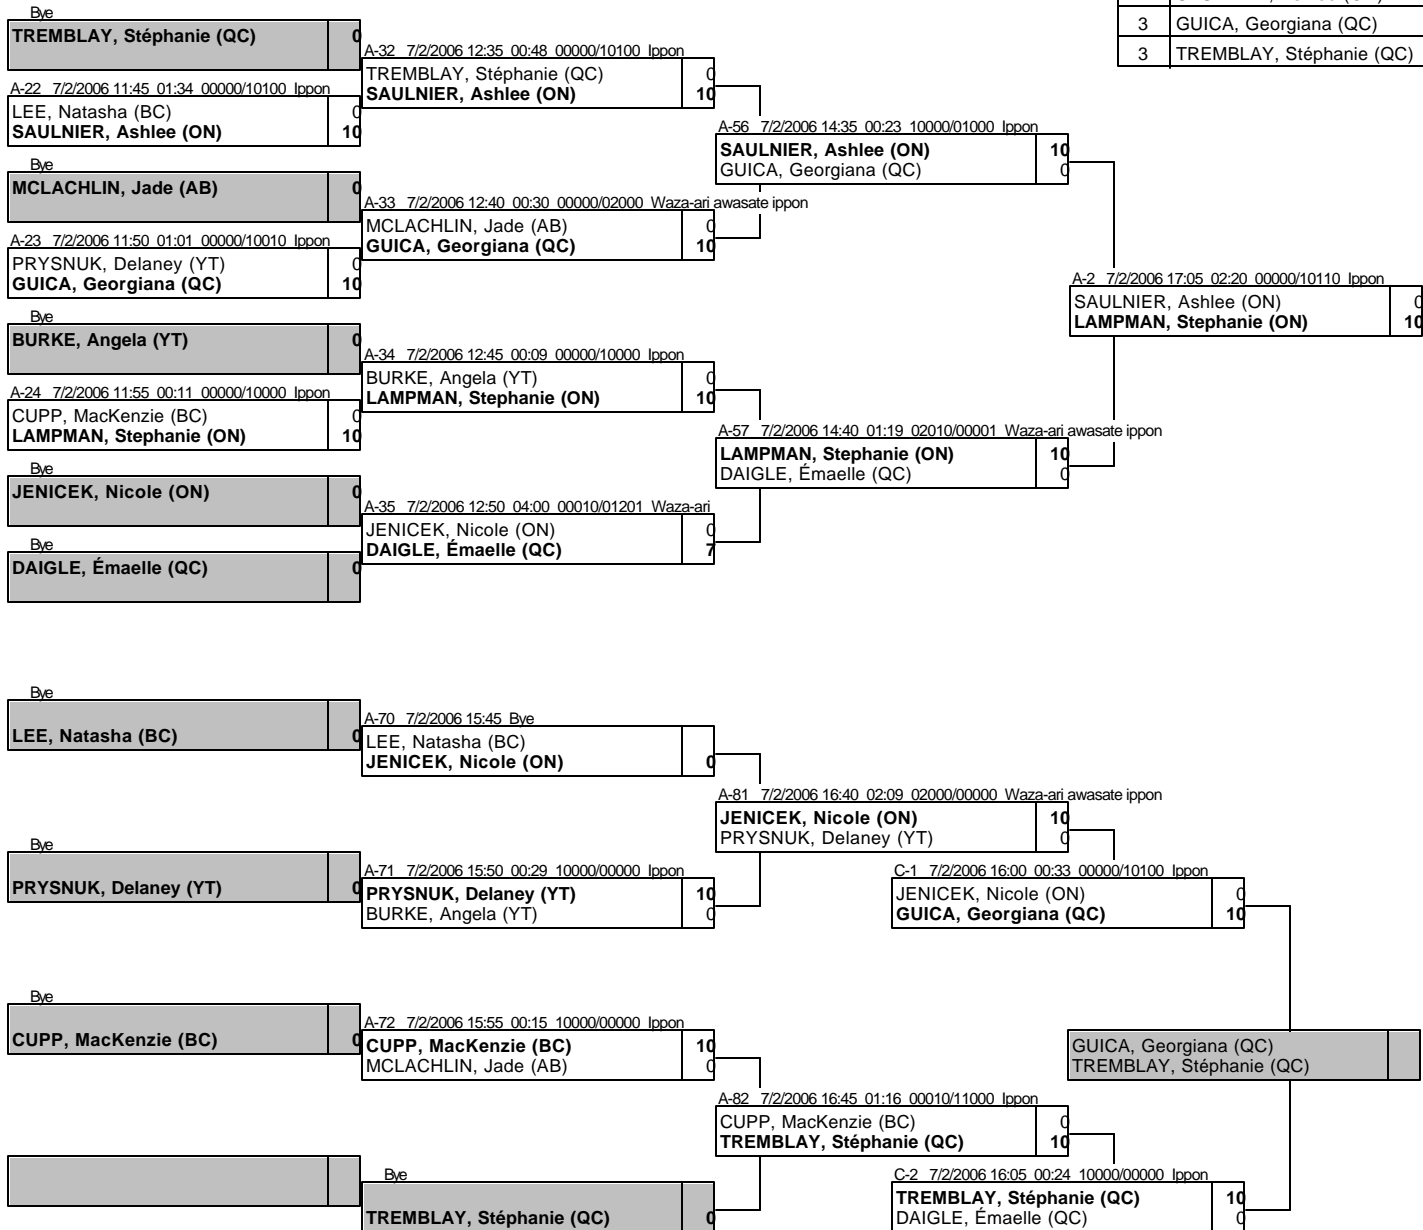 3 GUICA, Georgiana (QC)
3 TREMBLAY, Stéphanie (QC)
Bye
TREMBLAY, Stéphanie (QC) 0
A-22 7/2/2006 11:45 01:34 00000/10100 Ippon
LEE, Natasha (BC) 0
SAULNIER, Ashlee (ON) 10
Bye
MCLACHLIN, Jade (AB) 0
A-23 7/2/2006 11:50 01:01 00000/10010 Ippon
PRYSNUK, Delaney (YT) 0
GUICA, Georgiana (QC) 10
Bye
BURKE, Angela (YT) 0
A-24 7/2/2006 11:55 00:11 00000/10000 Ippon
CUPP, MacKenzie (BC) 0
LAMPMAN, Stephanie (ON) 10
Bye
JENICEK, Nicole (ON) 0
Bye
DAIGLE, Émaelle (QC) 0
A-32 7/2/2006 12:35 00:48 00000/10100 Ippon
TREMBLAY, Stéphanie (QC) 0
SAULNIER, Ashlee (ON) 10
A-33 7/2/2006 12:40 00:30 00000/02000 Waza-ari awasate ippon
MCLACHLIN, Jade (AB) 0
GUICA, Georgiana (QC) 10
A-34 7/2/2006 12:45 00:09 00000/10000 Ippon
BURKE, Angela (YT) 0
LAMPMAN, Stephanie (ON) 10
A-35 7/2/2006 12:50 04:00 00010/01201 Waza-ari
JENICEK, Nicole (ON) 0
DAIGLE, Émaelle (QC) 7
A-56 7/2/2006 14:35 00:23 10000/01000 Ippon
SAULNIER, Ashlee (ON) 10
GUICA, Georgiana (QC) 0
A-57 7/2/2006 14:40 01:19 02010/00001 Waza-ari awasate ippon
LAMPMAN, Stephanie (ON) 10
DAIGLE, Émaelle (QC) 0
A-2 7/2/2006 17:05 02:20 00000/10110 Ippon
SAULNIER, Ashlee (ON) 0
LAMPMAN, Stephanie (ON) 10
Bye
LEE, Natasha (BC) 0
Bye
PRYSNUK, Delaney (YT) 0
Bye
CUPP, MacKenzie (BC) 0
A-70 7/2/2006 15:45 Bye
LEE, Natasha (BC)
JENICEK, Nicole (ON) 0
A-71 7/2/2006 15:50 00:29 10000/00000 Ippon
PRYSNUK, Delaney (YT) 10
BURKE, Angela (YT) 0
A-72 7/2/2006 15:55 00:15 10000/00000 Ippon
CUPP, MacKenzie (BC) 10
MCLACHLIN, Jade (AB) 0
Bye
TREMBLAY, Stéphanie (QC) 0
A-81 7/2/2006 16:40 02:09 02000/00000 Waza-ari awasate ippon
JENICEK, Nicole (ON) 10
PRYSNUK, Delaney (YT) 0
A-82 7/2/2006 16:45 01:16 00010/11000 Ippon
CUPP, MacKenzie (BC) 0
TREMBLAY, Stéphanie (QC) 10
C-1 7/2/2006 16:00 00:33 00000/10100 Ippon
JENICEK, Nicole (ON) 0
GUICA, Georgiana (QC) 10
C-2 7/2/2006 16:05 00:24 10000/00000 Ippon
TREMBLAY, Stéphanie (QC) 10
DAIGLE, Émaelle (QC) 0
GUICA, Georgiana (QC)
TREMBLAY, Stéphanie (QC)